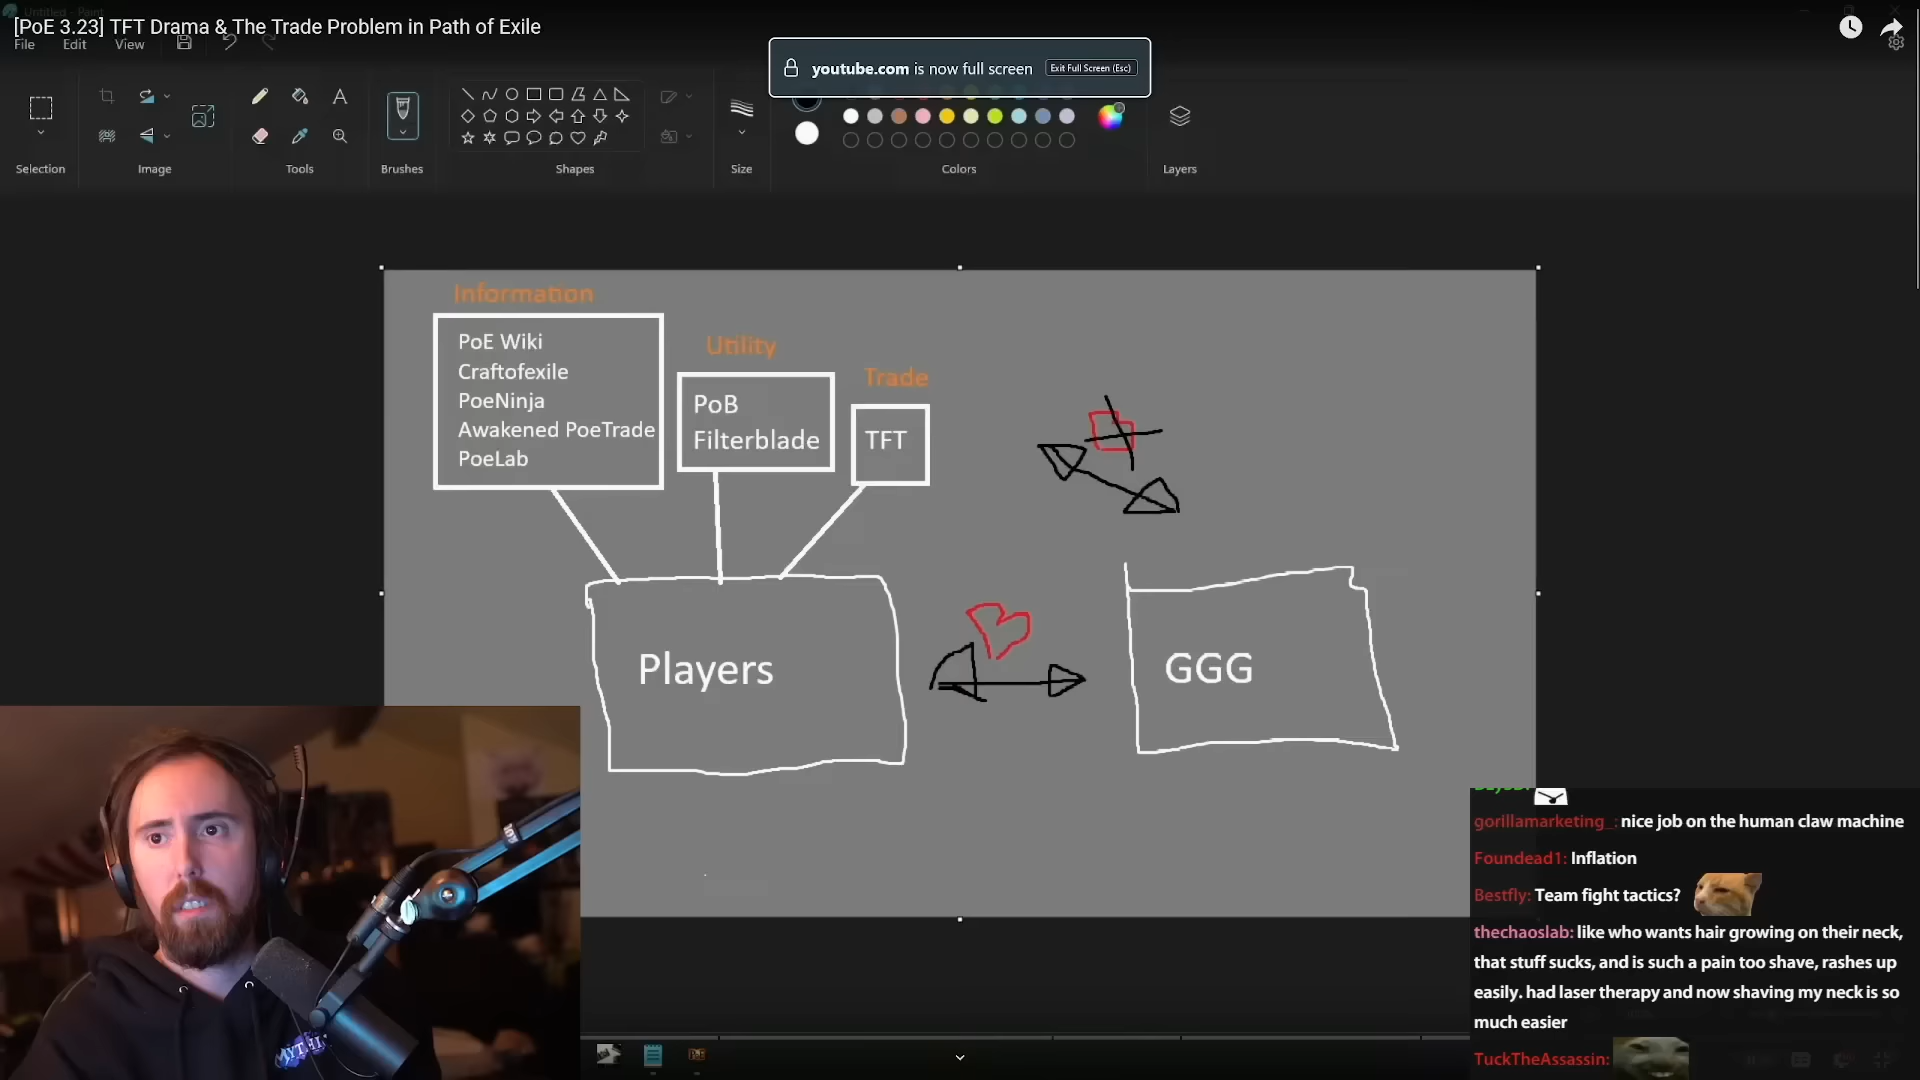 [PoE 3.23] TFT Drama & The Trade Problem in Path of Exile
File Edit View
youtube.com is now full screen Exit Full Screen (Esc)
Selection Image Tools Brushes Shapes Size Colors Layers
Information
PoE Wiki
Craftofexile
PoeNinja
Awakened PoeTrade
PoeLab
Utility
PoB
Filterblade
Trade
TFT
Players
GGG
gorillamarketing_: nice job on the human claw machine
Foundead1: Inflation
Bestfly: Team fight tactics?
thechaoslab: like who wants hair growing on their neck,
that stuff sucks, and is such a pain too shave, rashes up
easily. had laser therapy and now shaving my neck is so
much easier
TuckTheAssassin: